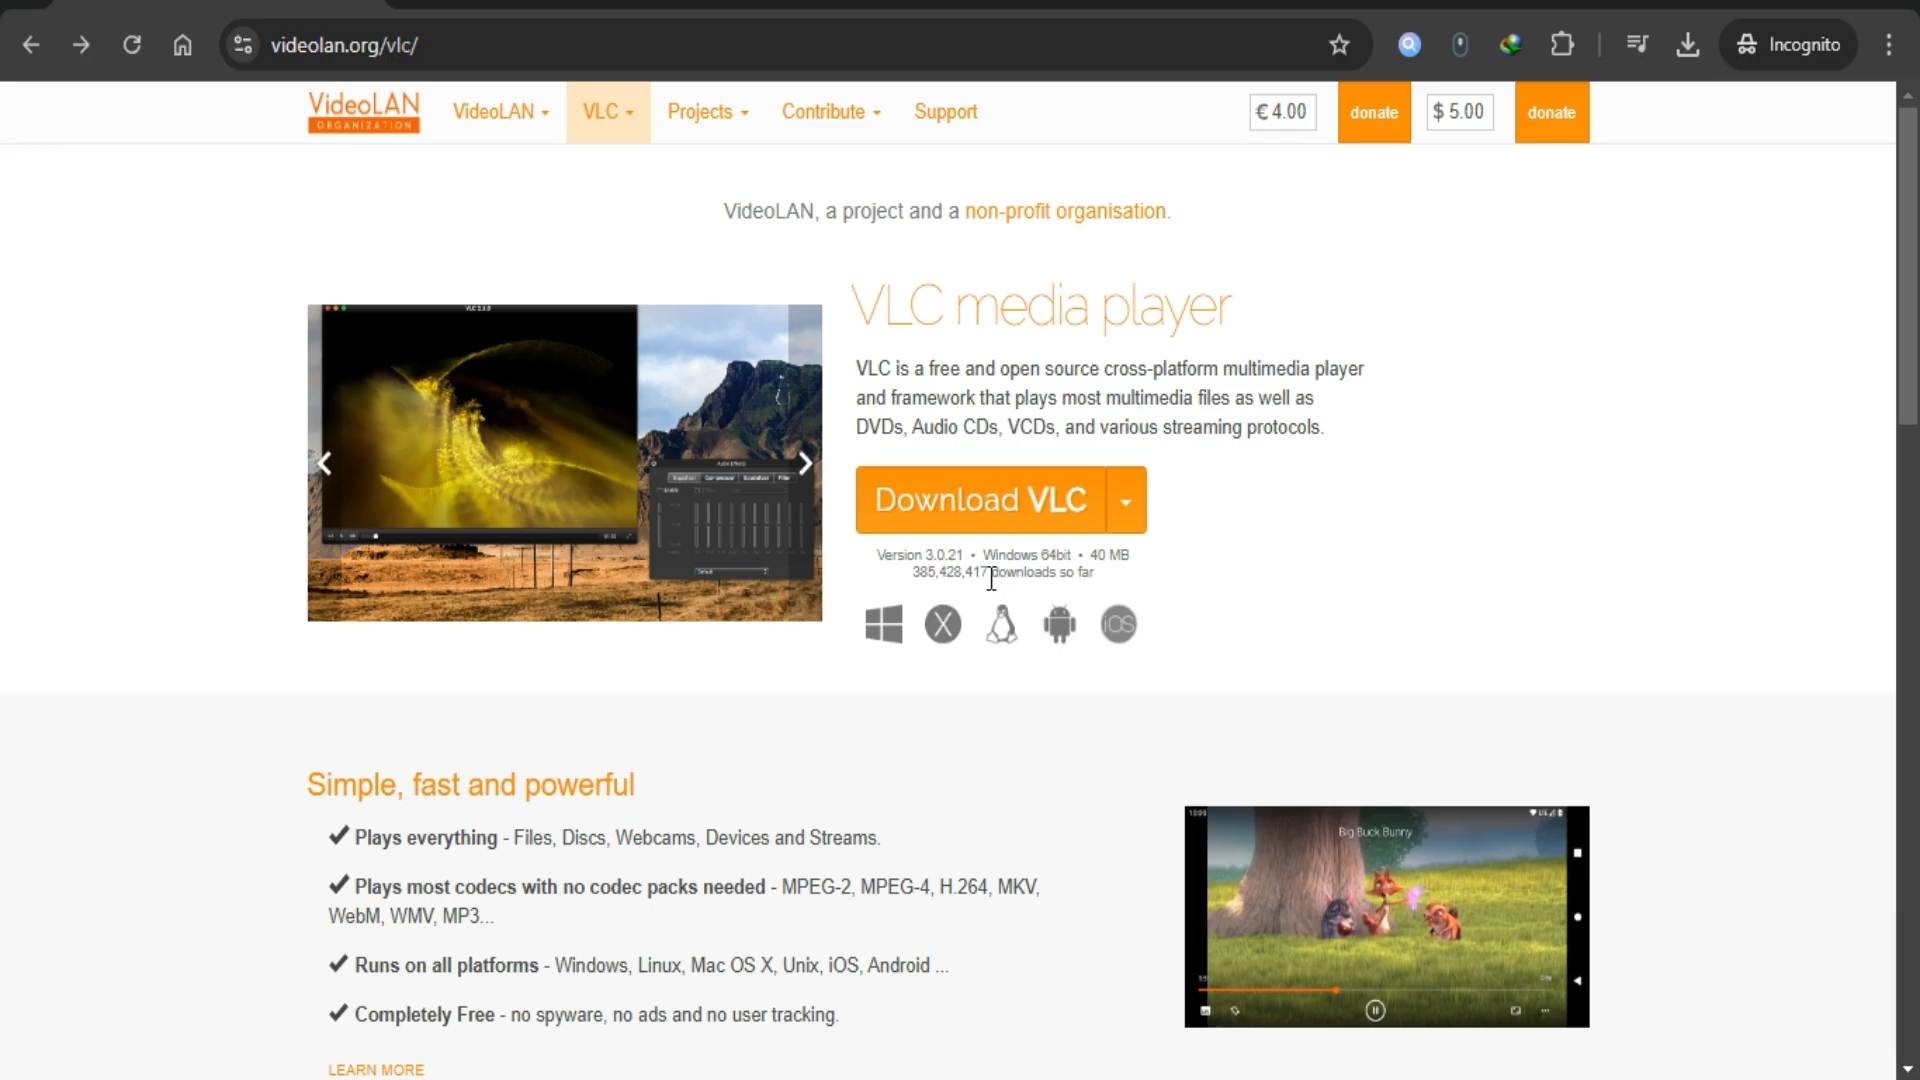 videolan.org/vlc/
Incognito
VideoLAN
ORGANIZATION
VideoLAN
VLC
Projects
Contribute
Support
€ 4.00
donate
$ 5.00
donate
VideoLAN, a project and a non-profit organisation.
VLC media player
VLC is a free and open source cross-platform multimedia player
and framework that plays most multimedia files as well as
DVDs, Audio CDs, VCDs, and various streaming protocols.
Download VLC
Version 3.0.21 • Windows 64bit • 40 MB
385,428,417 downloads so far
X
iOS
Simple, fast and powerful
Plays everything - Files, Discs, Webcams, Devices and Streams.
Plays most codecs with no codec packs needed - MPEG-2, MPEG-4, H.264, MKV,
WebM, WMV, MP3...
Runs on all platforms - Windows, Linux, Mac OS X, Unix, iOS, Android ...
Completely Free - no spyware, no ads and no user tracking.
LEARN MORE
Big Buck Bunny